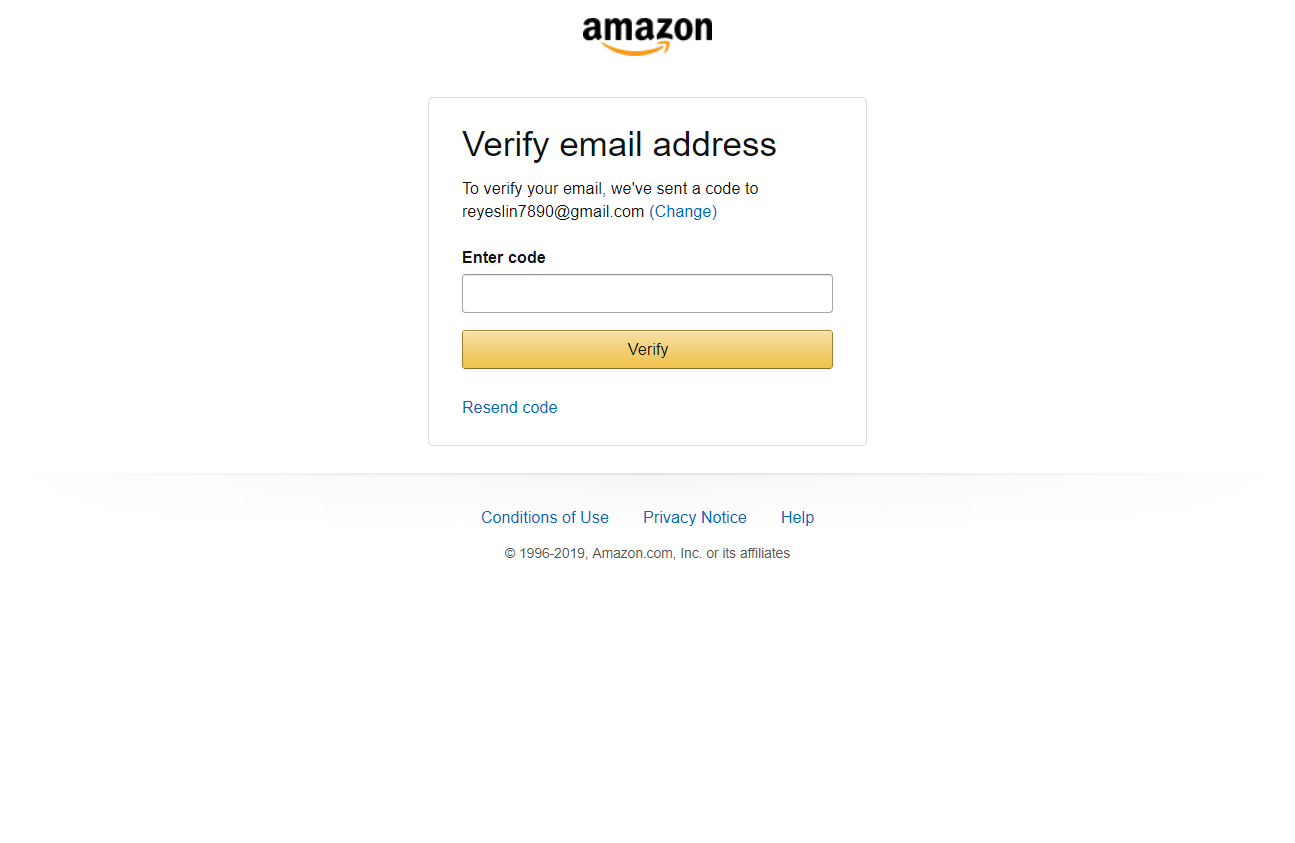 amazon
Verify email address
To verify your email, we've sent a code to
reyeslin7890@gmail.com (Change)
Enter code
Verify
Resend code
Conditions of Use Privacy Notice Help
© 1996-2019, Amazon.com, Inc. or its affiliates